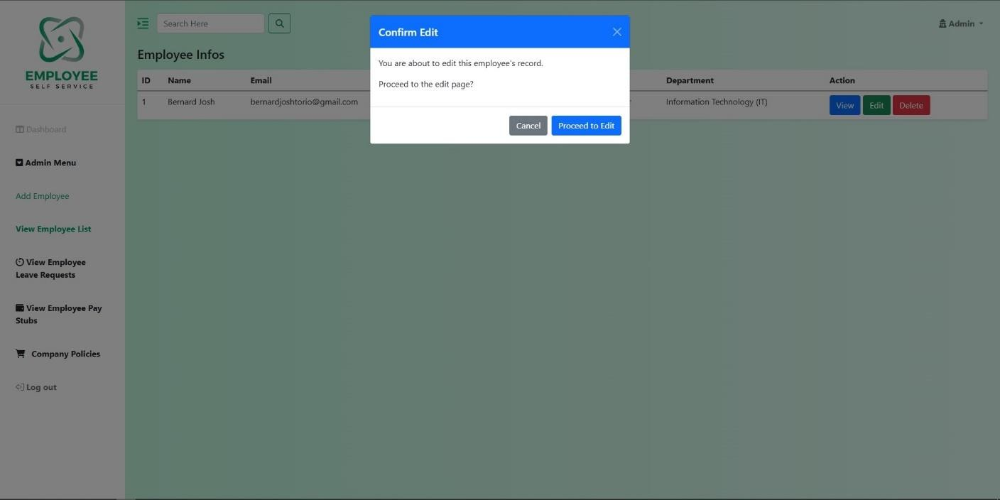 EMPLOYEE
SELF SERVICE
Dashboard
Admin Menu
Add Employee
View Employee List
View Employee
Leave Requests
View Employee Pay
Stubs
Company Policies
Log out
Search Here
Admin
Employee Infos
ID Name Email Department Action
1 Bernard Josh bernardjoshtorio@gmail.com Information Technology (IT) View Edit Delete
Confirm Edit
You are about to edit this employee's record.
Proceed to the edit page?
Cancel Proceed to Edit